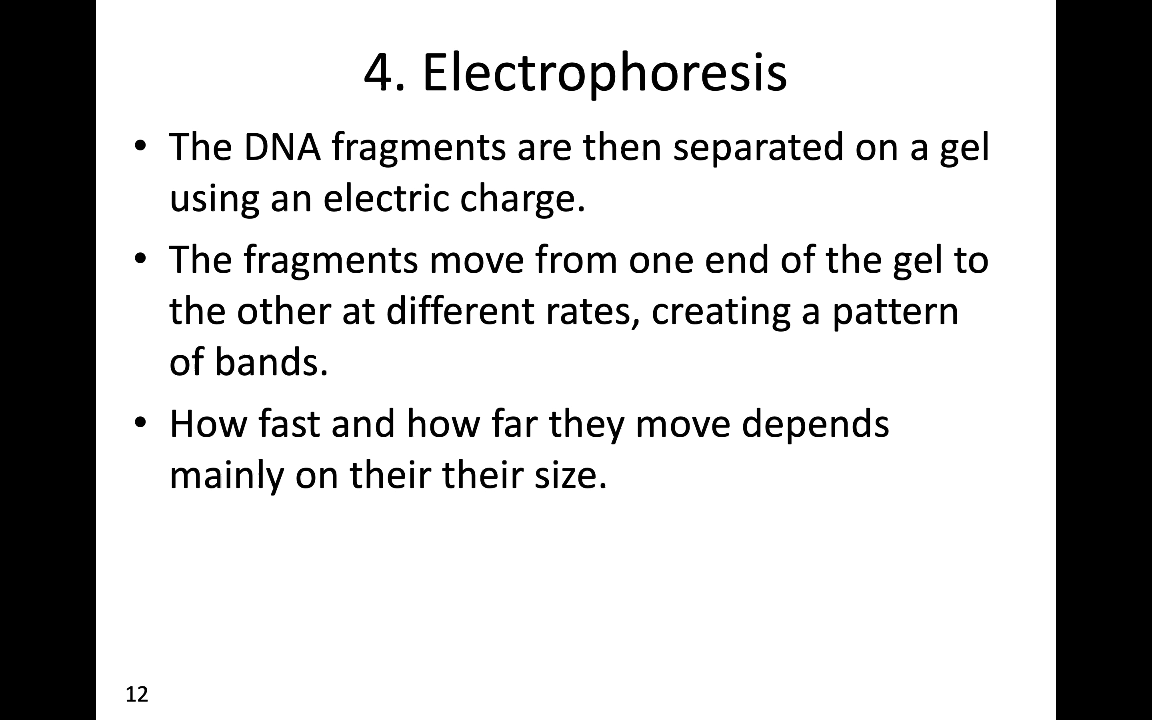 4. Electrophoresis
• The DNA fragments are then separated on a gel
using an electric charge.
• The fragments move from one end of the gel to
the other at different rates, creating a pattern
of bands.
• How fast and how far they move depends
mainly on their their size.
12